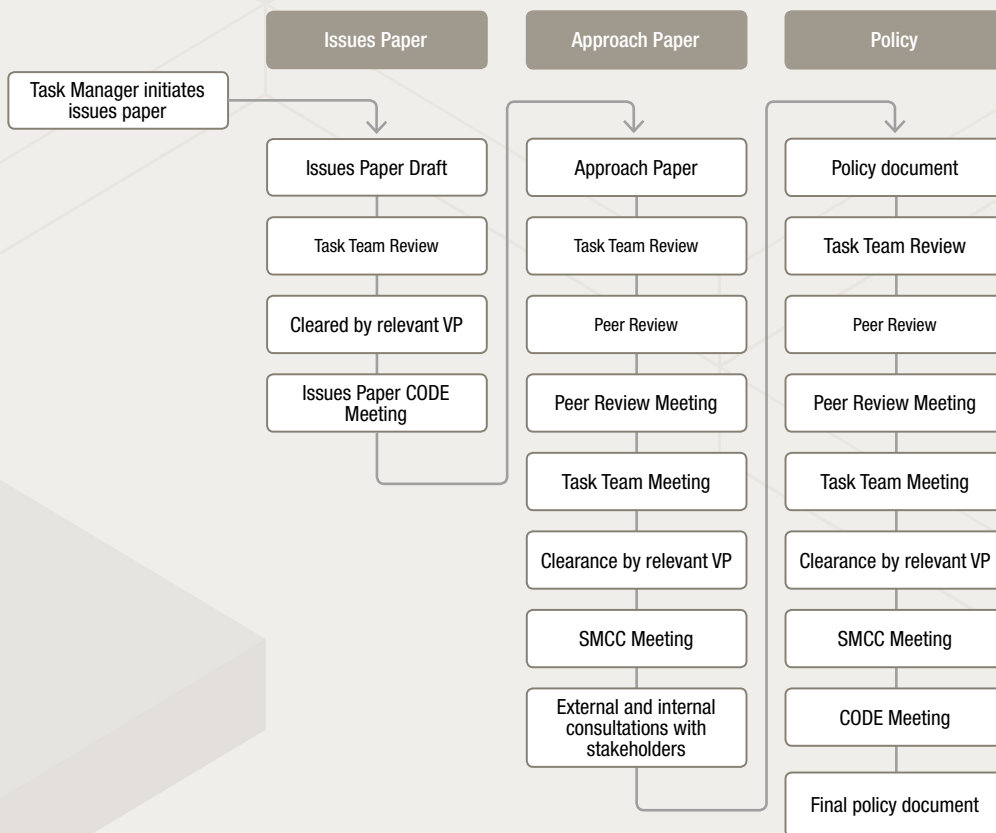 Issues Paper
Approach Paper
Policy
Task Manager initiates
issues paper
Issues Paper Draft
Task Team Review
Cleared by relevant VP
Issues Paper CODE
Meeting
Approach Paper
Task Team Review
Peer Review
Peer Review Meeting
Task Team Meeting
Clearance by relevant VP
SMCC Meeting
External and internal
consultations with
stakeholders
Policy document
Task Team Review
Peer Review
Peer Review Meeting
Task Team Meeting
Clearance by relevant VP
SMCC Meeting
CODE Meeting
Final policy document